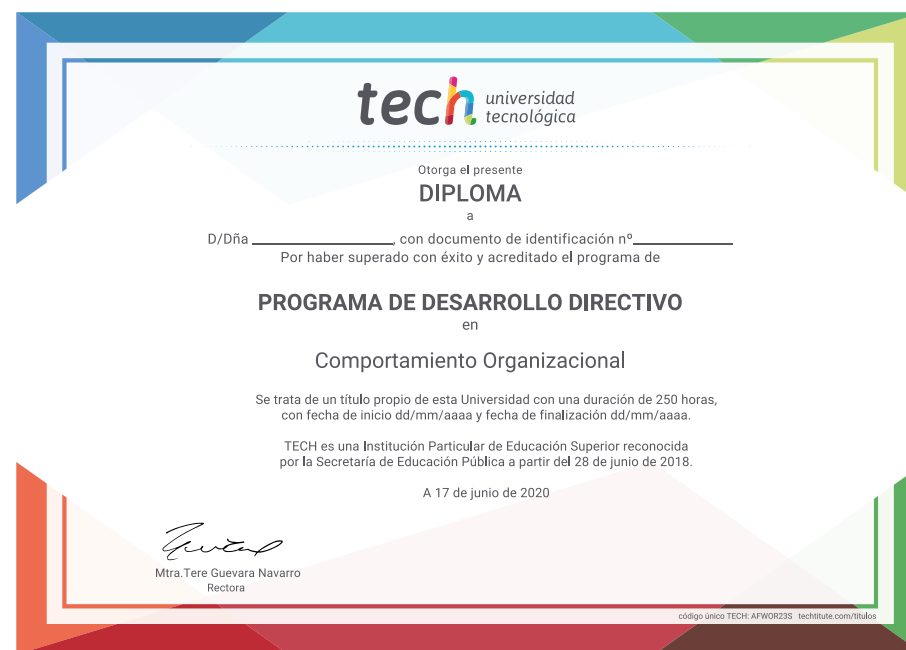 tech universidad
tecnológica
Otorga el presente
DIPLOMA
a
D/Dña ____________________, con documento de identificación nº______________
Por haber superado con éxito y acreditado el programa de
PROGRAMA DE DESARROLLO DIRECTIVO
en
Comportamiento Organizacional
Se trata de un título propio de esta Universidad con una duración de 250 horas,
con fecha de inicio dd/mm/aaaa y fecha de finalización dd/mm/aaaa.
TECH es una Institución Particular de Educación Superior reconocida
por la Secretaría de Educación Pública a partir del 28 de junio de 2018.
A 17 de junio de 2020
Mtra.Tere Guevara Navarro
Rectora
código único TECH: AFWOR23S techtitute.com/titulos